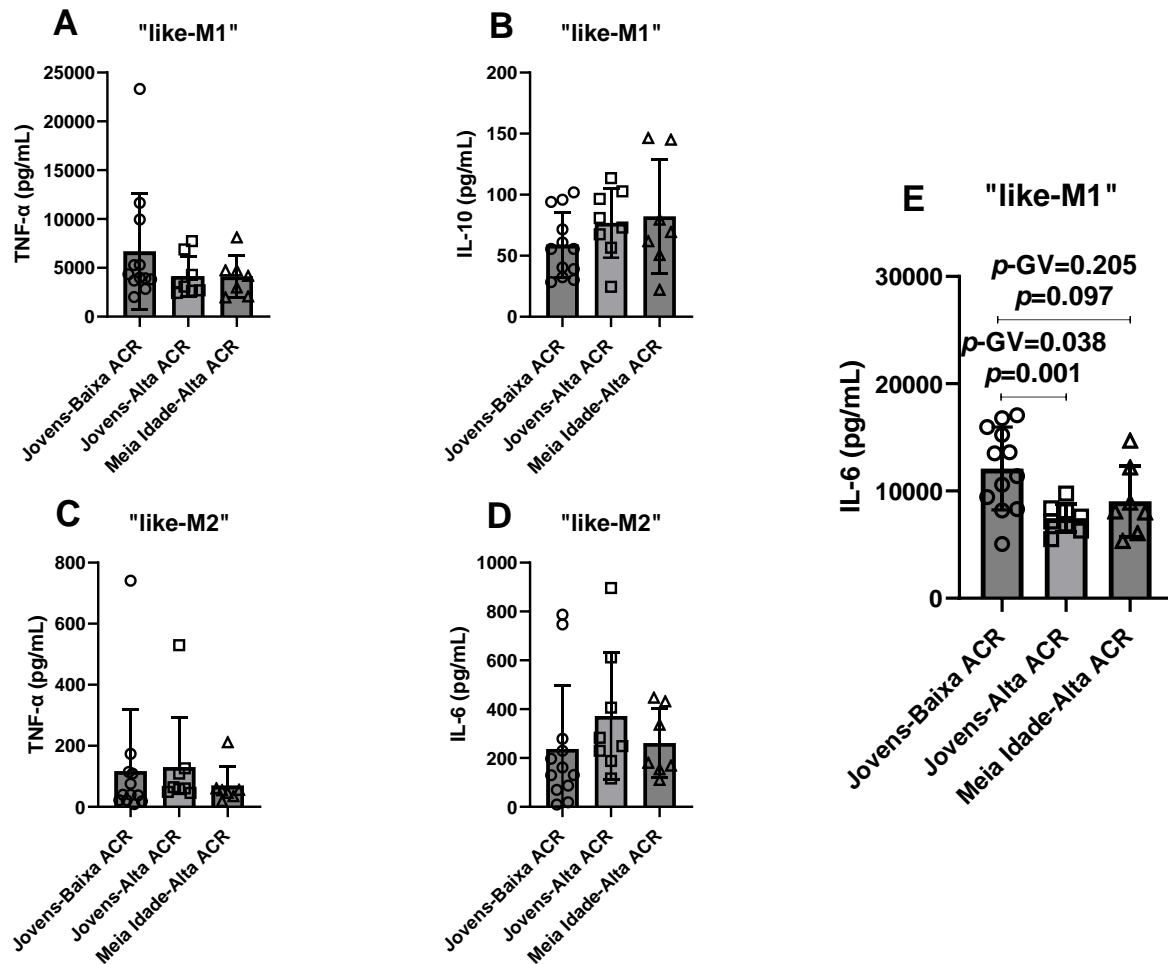 A
"like-M1"
TNF-α (pg/mL)
25000
20000
15000
10000
5000
0
Jovens-Baixa ACR
Jovens-Alta ACR
Meia Idade-Alta ACR
B
"like-M1"
IL-10 (pg/mL)
200
150
100
50
0
Jovens-Baixa ACR
Jovens-Alta ACR
Meia Idade-Alta ACR
C
"like-M2"
TNF-α (pg/mL)
800
600
400
200
0
Jovens-Baixa ACR
Jovens-Alta ACR
Meia Idade-Alta ACR
D
"like-M2"
IL-6 (pg/mL)
1000
800
600
400
200
0
Jovens-Baixa ACR
Jovens-Alta ACR
Meia Idade-Alta ACR
E
"like-M1"
p-GV=0.205
p=0.097
p-GV=0.038
p=0.001
IL-6 (pg/mL)
30000
20000
10000
0
Jovens-Baixa ACR
Jovens-Alta ACR
Meia Idade-Alta ACR